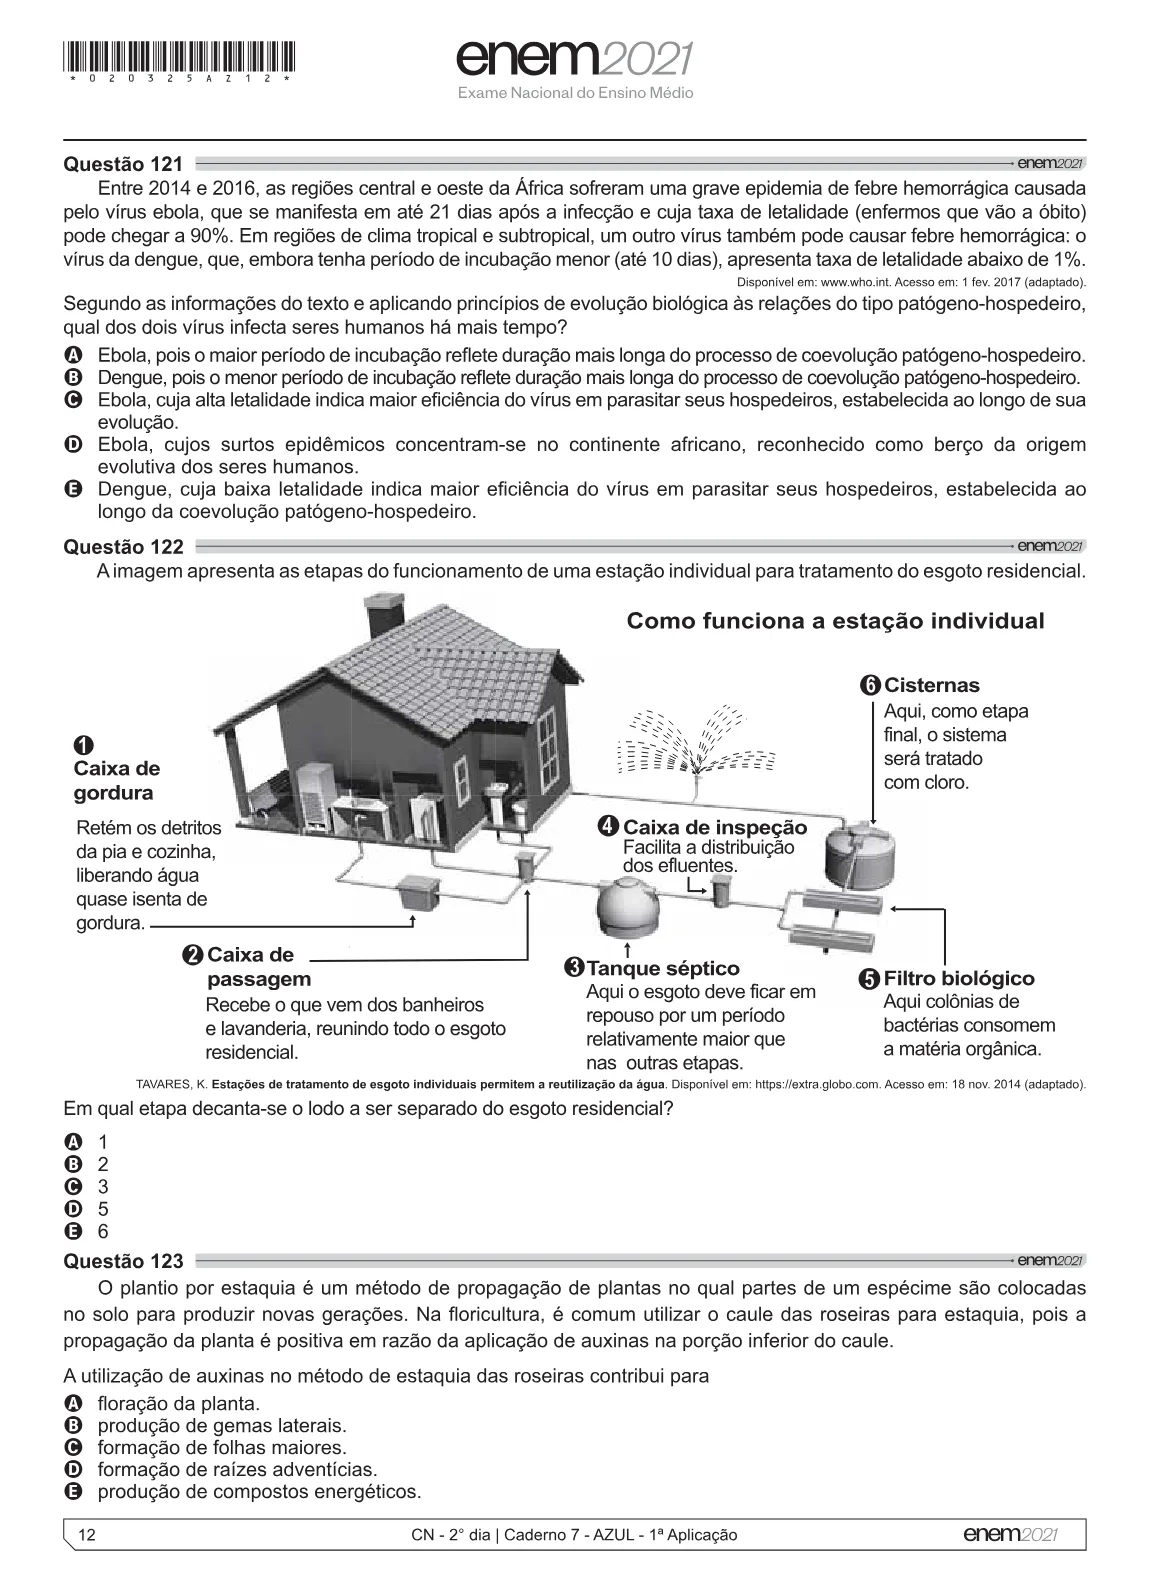 *020325AZ12*
enem2021
Exame Nacional do Ensino Médio
Questão 121
enem2021
Entre 2014 e 2016, as regiões central e oeste da África sofreram uma grave epidemia de febre hemorrágica causada
pelo vírus ebola, que se manifesta em até 21 dias após a infecção e cuja taxa de letalidade (enfermos que vão a óbito)
pode chegar a 90%. Em regiões de clima tropical e subtropical, um outro vírus também pode causar febre hemorrágica: o
vírus da dengue, que, embora tenha período de incubação menor (até 10 dias), apresenta taxa de letalidade abaixo de 1%.
Disponível em: www.who.int. Acesso em: 1 fev. 2017 (adaptado).
Segundo as informações do texto e aplicando princípios de evolução biológica às relações do tipo patógeno-hospedeiro,
qual dos dois vírus infecta seres humanos há mais tempo?
A Ebola, pois o maior período de incubação reflete duração mais longa do processo de coevolução patógeno-hospedeiro.
B Dengue, pois o menor período de incubação reflete duração mais longa do processo de coevolução patógeno-hospedeiro.
C Ebola, cuja alta letalidade indica maior eficiência do vírus em parasitar seus hospedeiros, estabelecida ao longo de sua
evolução.
D Ebola, cujos surtos epidêmicos concentram-se no continente africano, reconhecido como berço da origem
evolutiva dos seres humanos.
E Dengue, cuja baixa letalidade indica maior eficiência do vírus em parasitar seus hospedeiros, estabelecida ao
longo da coevolução patógeno-hospedeiro.
Questão 122
enem2021
A imagem apresenta as etapas do funcionamento de uma estação individual para tratamento do esgoto residencial.
Como funciona a estação individual
1
Caixa de
gordura
Retém os detritos
da pia e cozinha,
liberando água
quase isenta de
gordura.
2 Caixa de
passagem
Recebe o que vem dos banheiros
e lavanderia, reunindo todo o esgoto
residencial.
3 Tanque séptico
Aqui o esgoto deve ficar em
repouso por um período
relativamente maior que
nas outras etapas.
4 Caixa de inspeção
Facilita a distribuição
dos efluentes.
5 Filtro biológico
Aqui colônias de
bactérias consomem
a matéria orgânica.
6 Cisternas
Aqui, como etapa
final, o sistema
será tratado
com cloro.
TAVARES, K. Estações de tratamento de esgoto individuais permitem a reutilização da água. Disponível em: https://extra.globo.com. Acesso em: 18 nov. 2014 (adaptado).
Em qual etapa decanta-se o lodo a ser separado do esgoto residencial?
A 1
B 2
C 3
D 5
E 6
Questão 123
enem2021
O plantio por estaquia é um método de propagação de plantas no qual partes de um espécime são colocadas
no solo para produzir novas gerações. Na floricultura, é comum utilizar o caule das roseiras para estaquia, pois a
propagação da planta é positiva em razão da aplicação de auxinas na porção inferior do caule.
A utilização de auxinas no método de estaquia das roseiras contribui para
A floração da planta.
B produção de gemas laterais.
C formação de folhas maiores.
D formação de raízes adventícias.
E produção de compostos energéticos.
12
CN - 2° dia | Caderno 7 - AZUL - 1ª Aplicação
enem2021